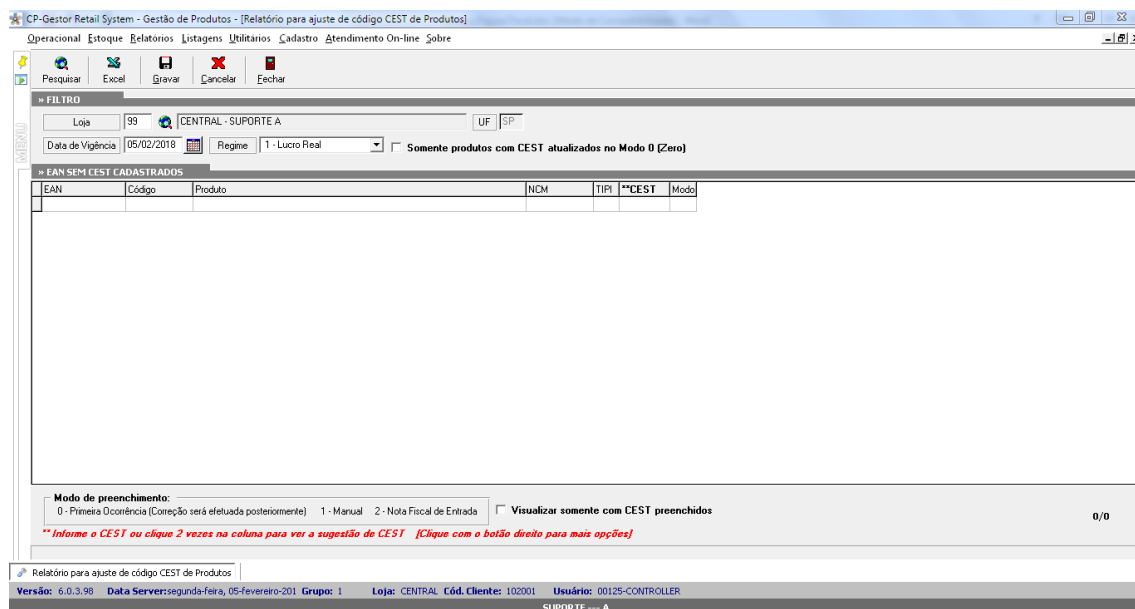 CP-Gestor Retail System - Gestão de Produtos - [Relatório para ajuste de código CEST de Produtos]
Operacional Estoque Relatórios Listagens Utilitários Cadastro Atendimento On-line Sobre
Pesquisar Excel Gravar Cancelar Fechar
MENU
» FILTRO
Loja 99 CENTRAL - SUPORTE A UF SP
Data de Vigência 05/02/2018 Regime 1 - Lucro Real Somente produtos com CEST atualizados no Modo 0 (Zero)
» EAN SEM CEST CADASTRADOS
EAN Código Produto NCM TIPI **CEST Modo
Modo de preenchimento:
0 - Primeira Ocorrência (Correção será efetuada posteriormente) 1 - Manual 2 - Nota Fiscal de Entrada Visualizar somente com CEST preenchidos
0/0
** Informe o CEST ou clique 2 vezes na coluna para ver a sugestão de CEST [Clique com o botão direito para mais opções]
Relatório para ajuste de código CEST de Produtos
Versão: 6.0.3.98 Data Server:segunda-feira, 05-fevereiro-201 Grupo: 1 Loja: CENTRAL Cód. Cliente: 102001 Usuário: 00125-CONTROLLER
SUPORTE --- A